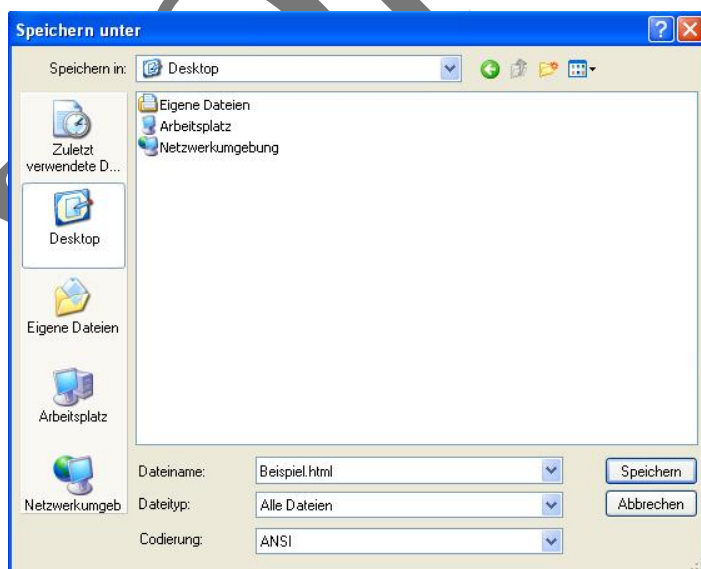 Speichern unter
Speichern in:
Desktop
Zuletzt
verwendete D...
Desktop
Eigene Dateien
Arbeitsplatz
Netzwerkumgeb
Eigene Dateien
Arbeitsplatz
Netzwerkumgebung
Dateiname:
Beispiel.html
Speichern
Dateityp:
Alle Dateien
Abbrechen
Codierung:
ANSI